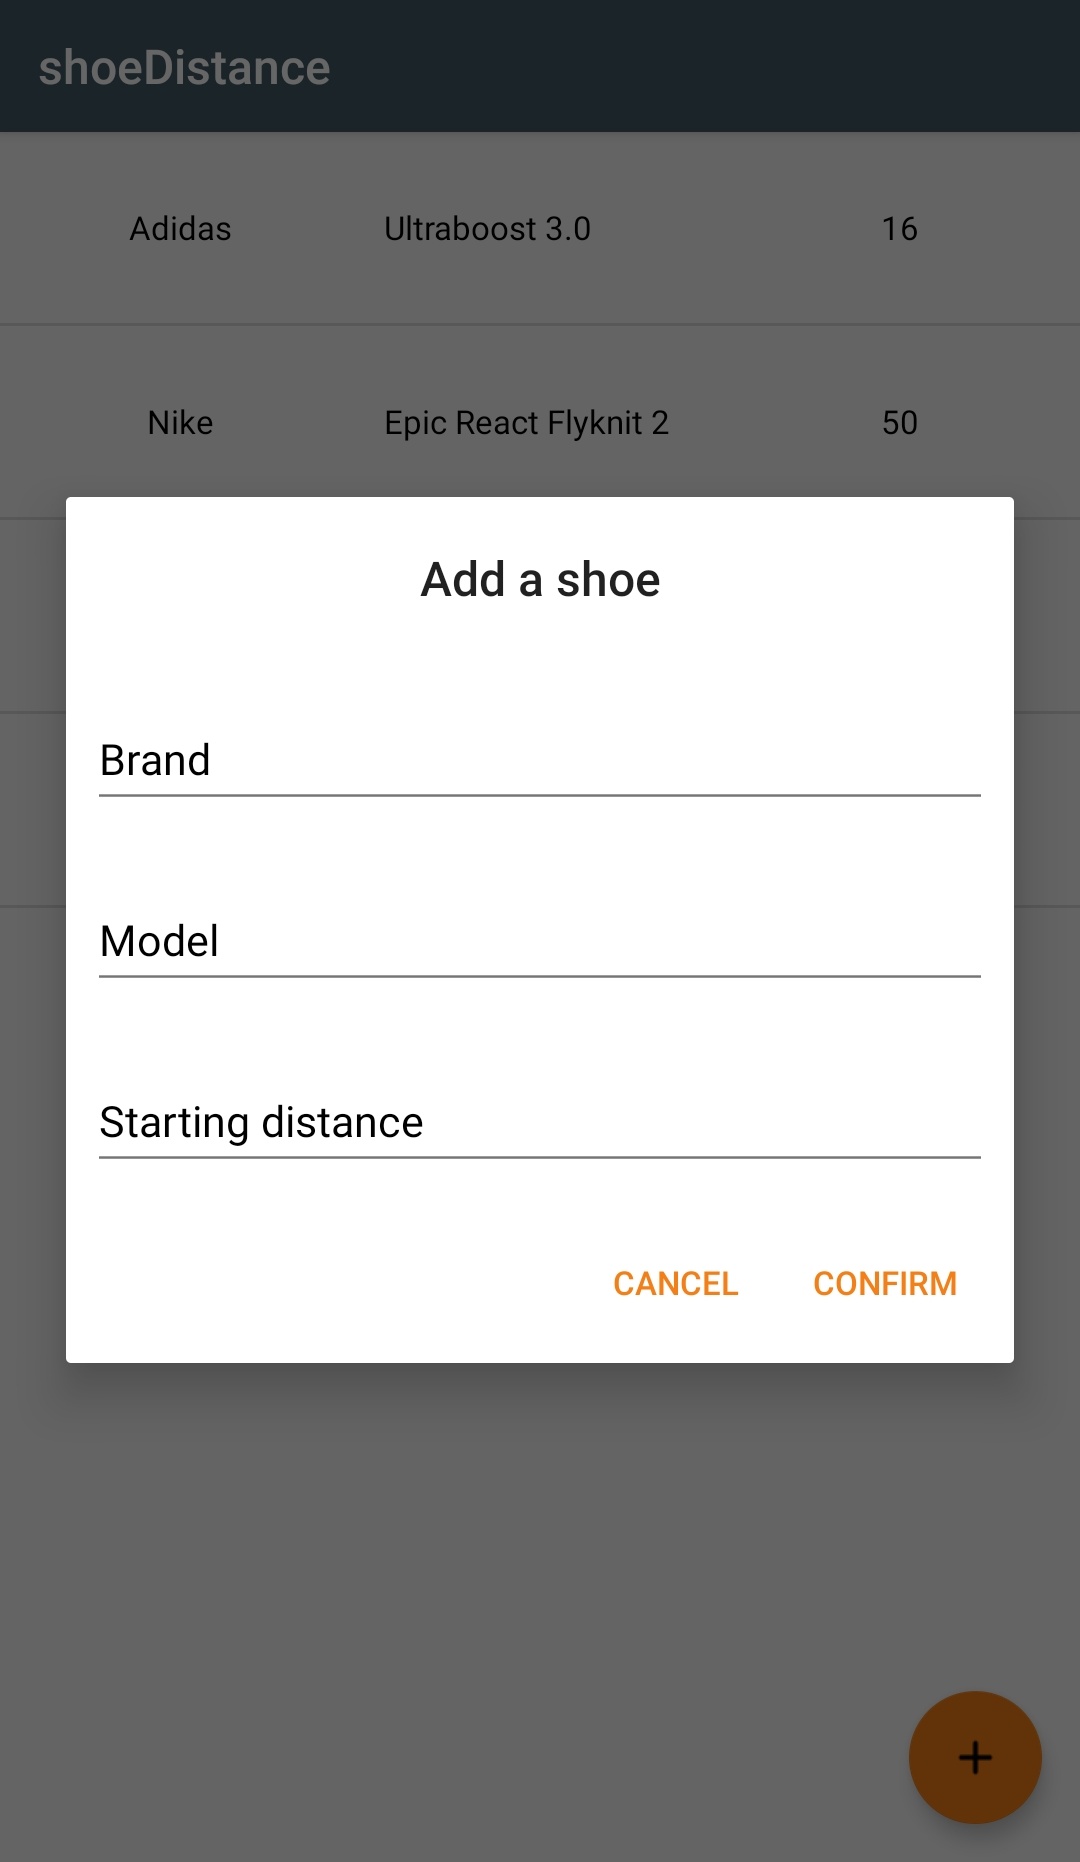 shoeDistance
Adidas Ultraboost 3.0 16
Nike Epic React Flyknit 2 50
Add a shoe
Brand
Model
Starting distance
CANCEL CONFIRM
+